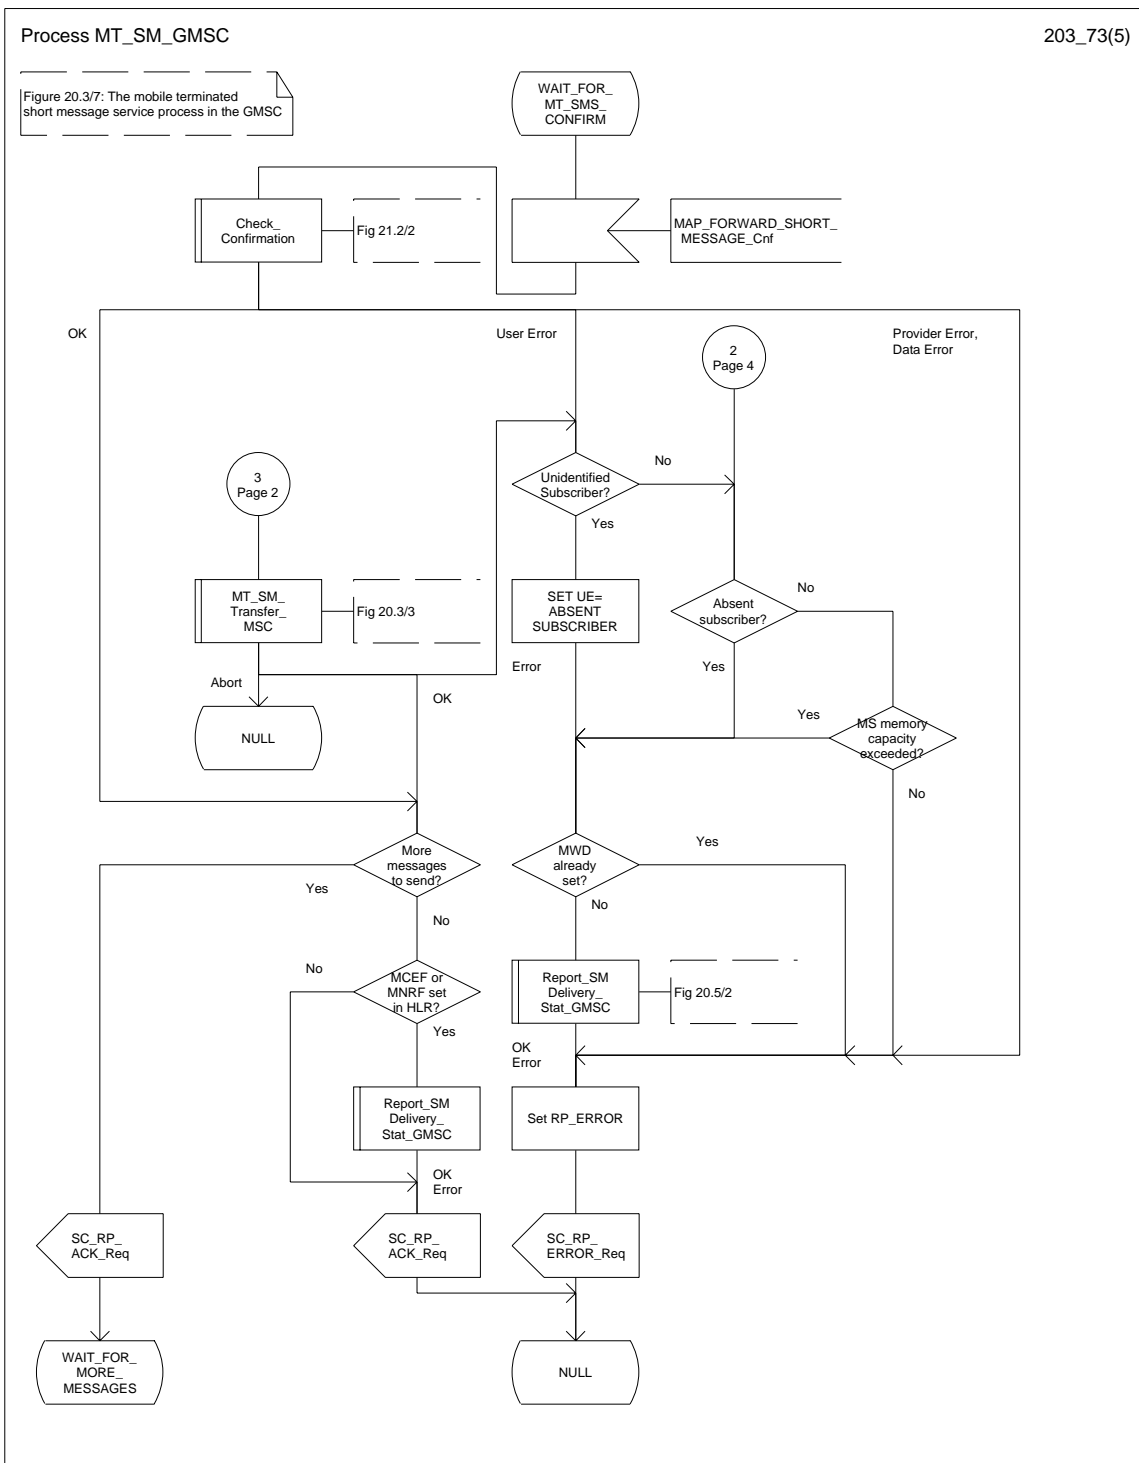 Process MT_SM_GMSC
203_73(5)
Figure 20.3/7: The mobile terminated
short message service process in the GMSC
WAIT_FOR_
MT_SMS_
CONFIRM
Check_
Confirmation
Fig 21.2/2
MAP_FORWARD_SHORT_
MESSAGE_Cnf
OK
User Error
Provider Error,
Data Error
2
Page 4
3
Page 2
Unidentified
Subscriber?
No
Yes
MT_SM_
Transfer_
MSC
Fig 20.3/3
SET UE=
ABSENT
SUBSCRIBER
Absent
subscriber?
No
Yes
Error
Abort
OK
NULL
Yes
MS memory
capacity
exceeded?
No
More
messages
to send?
Yes
No
MWD
already
set?
Yes
No
No
MCEF or
MNRF set
in HLR?
Yes
Report_SM
Delivery_
Stat_GMSC
Fig 20.5/2
OK
Error
Report_SM
Delivery_
Stat_GMSC
Set RP_ERROR
OK
Error
SC_RP_
ACK_Req
SC_RP_
ACK_Req
SC_RP_
ERROR_Req
WAIT_FOR_
MORE_
MESSAGES
NULL